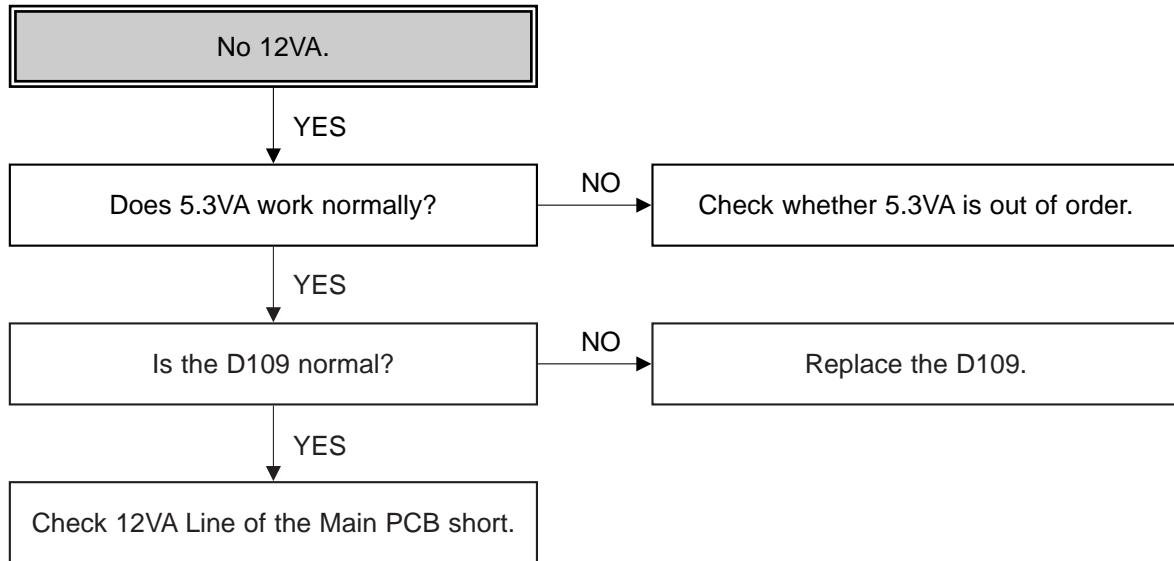 No 12VA.
YES
Does 5.3VA work normally?
NO
Check whether 5.3VA is out of order.
YES
Is the D109 normal?
NO
Replace the D109.
YES
Check 12VA Line of the Main PCB short.